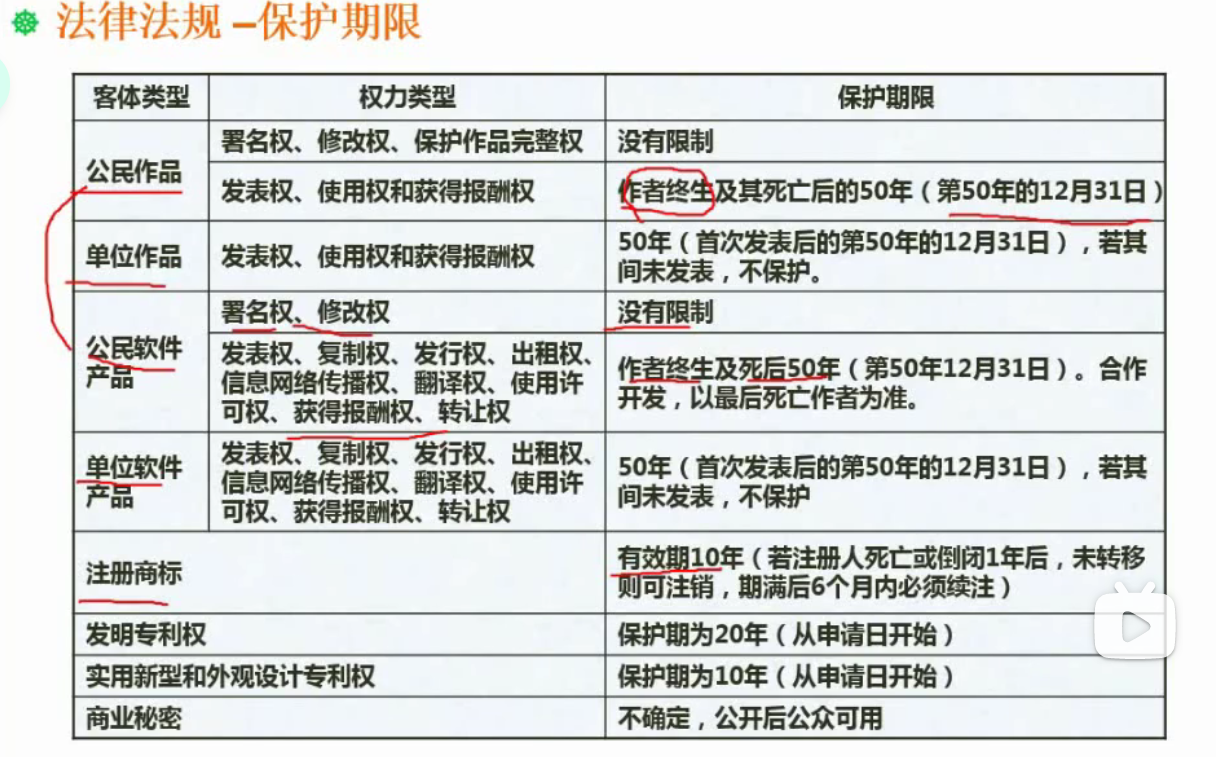 法律法规 –保护期限
客体类型 权力类型 保护期限
公民作品
署名权、修改权、保护作品完整权
没有限制
发表权、使用权和获得报酬权
作者终生及其死亡后的50年（第50年的12月31日）
单位作品
发表权、使用权和获得报酬权
50年（首次发表后的第50年的12月31日），若其
间未发表，不保护。
公民软件
产品
署名权、修改权
没有限制
发表权、复制权、发行权、出租权、
信息网络传播权、翻译权、使用许
可权、获得报酬权、转让权
作者终生及死后50年（第50年12月31日）。合作
开发，以最后死亡作者为准。
单位软件
产品
发表权、复制权、发行权、出租权、
信息网络传播权、翻译权、使用许
可权、获得报酬权、转让权
50年（首次发表后的第50年的12月31日），若其
间未发表，不保护
注册商标
有效期10年（若注册人死亡或倒闭1年后，未转移
则可注销，期满后6个月内必须续注）
发明专利权
保护期为20年（从申请日开始）
实用新型和外观设计专利权
保护期为10年（从申请日开始）
商业秘密
不确定，公开后公众可用